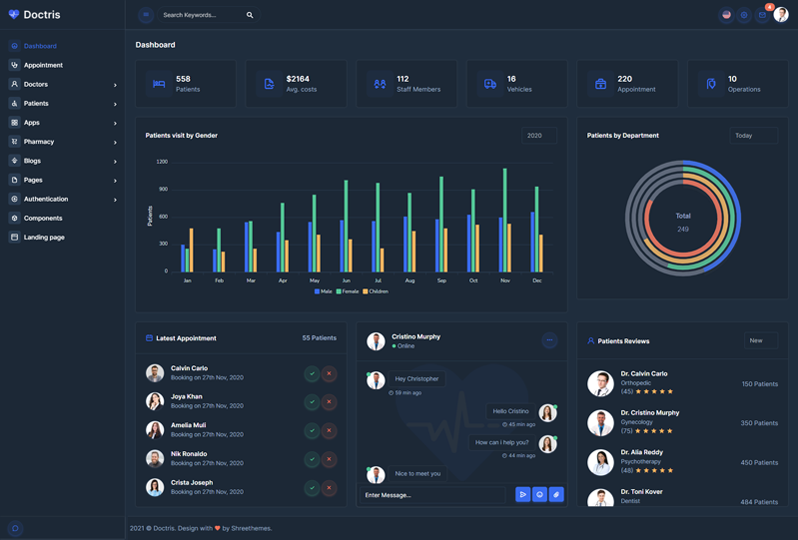 Doctris
Search Keywords...
4
Dashboard
Appointment
Doctors
Patients
Apps
Pharmacy
Blogs
Pages
Authentication
Components
Landing page
Dashboard
558
Patients
$2164
Avg. costs
112
Staff Members
16
Vehicles
220
Appointment
10
Operations
Patients visit by Gender
2020
1200
900
600
300
0
Patients
Jan Feb Mar Apr May Jun Jul Aug Sep Oct Nov Dec
Male Female Children
Patients by Department
Today
Total
249
Latest Appointment
55 Patients
Calvin Carlo
Booking on 27th Nov, 2020
Joya Khan
Booking on 27th Nov, 2020
Amelia Muli
Booking on 27th Nov, 2020
Nik Ronaldo
Booking on 27th Nov, 2020
Crista Joseph
Booking on 27th Nov, 2020
Cristino Murphy
Online
Hey Christopher
59 min ago
Hello Cristino
45 min ago
How can i help you?
44 min ago
Nice to meet you
Enter Message...
Patients Reviews
New
Dr. Calvin Carlo
Orthopedic
(45)
150 Patients
Dr. Cristino Murphy
Gynecology
(75)
350 Patients
Dr. Alia Reddy
Psychotherapy
(48)
450 Patients
Dr. Toni Kover
Dentist
484 Patients
2021 © Doctris. Design with ❤ by Shreethemes.